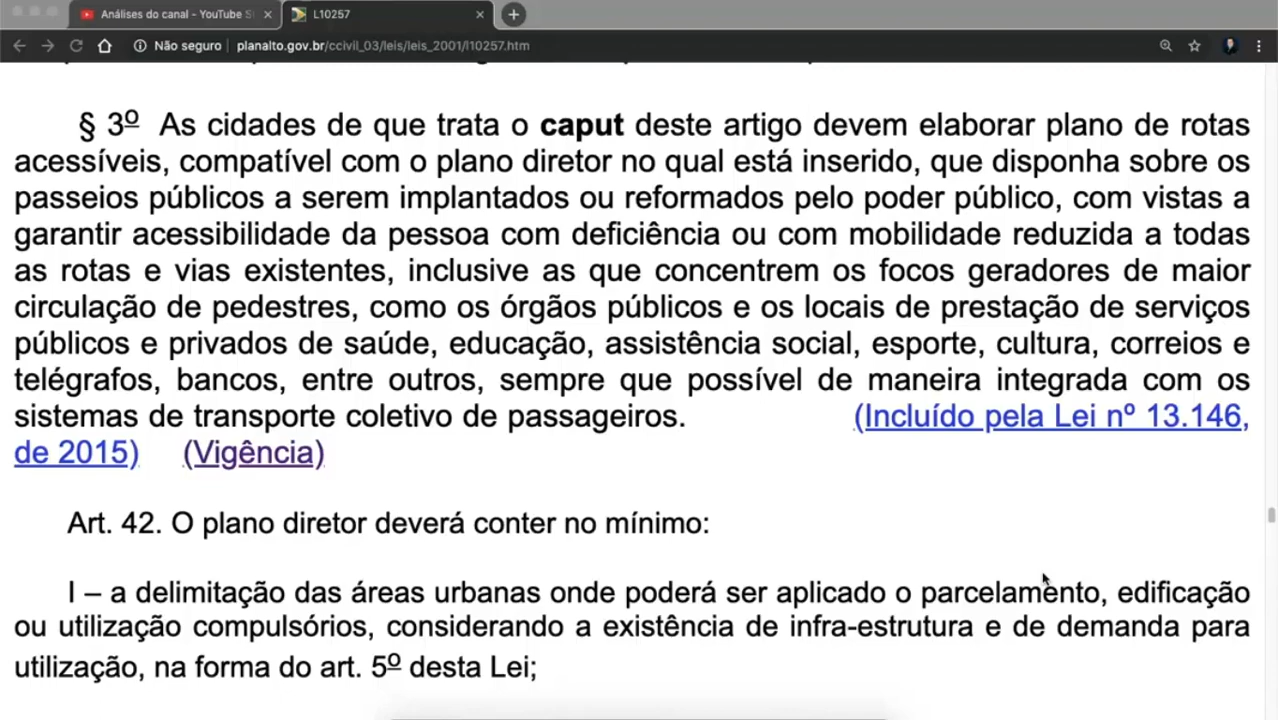 Análises do canal - YouTube S
L10257
Não seguro
planalto.gov.br/ccivil_03/leis/leis_2001/l10257.htm
§ 3º As cidades de que trata o caput deste artigo devem elaborar plano de rotas
acessíveis, compatível com o plano diretor no qual está inserido, que disponha sobre os
passeios públicos a serem implantados ou reformados pelo poder público, com vistas a
garantir acessibilidade da pessoa com deficiência ou com mobilidade reduzida a todas
as rotas e vias existentes, inclusive as que concentrem os focos geradores de maior
circulação de pedestres, como os órgãos públicos e os locais de prestação de serviços
públicos e privados de saúde, educação, assistência social, esporte, cultura, correios e
telégrafos, bancos, entre outros, sempre que possível de maneira integrada com os
sistemas de transporte coletivo de passageiros. (Incluído pela Lei nº 13.146,
de 2015) (Vigência)
Art. 42. O plano diretor deverá conter no mínimo:
I – a delimitação das áreas urbanas onde poderá ser aplicado o parcelamento, edificação
ou utilização compulsórios, considerando a existência de infra-estrutura e de demanda para
utilização, na forma do art. 5º desta Lei;